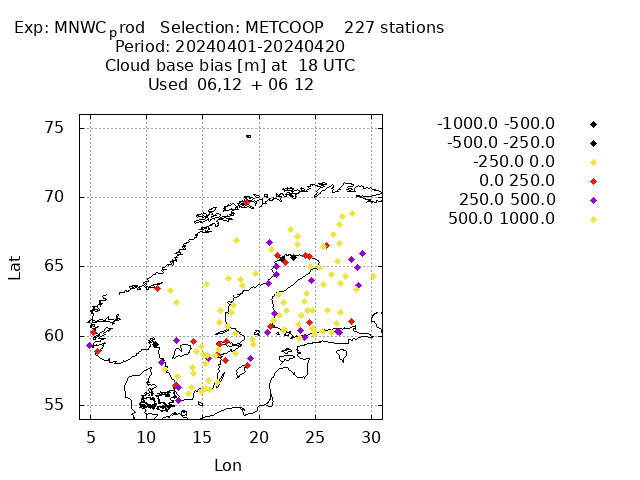 Exp: MNWC_prod   Selection: METCOOP    227 stations
Period: 20240401-20240420
Cloud base bias [m] at  18 UTC
Used  06,12  + 06 12
-1000.0 -500.0
-500.0 -250.0
-250.0 0.0
0.0 250.0
250.0 500.0
500.0 1000.0
75
70
65
60
55
Lat
5 10 15 20 25 30
Lon